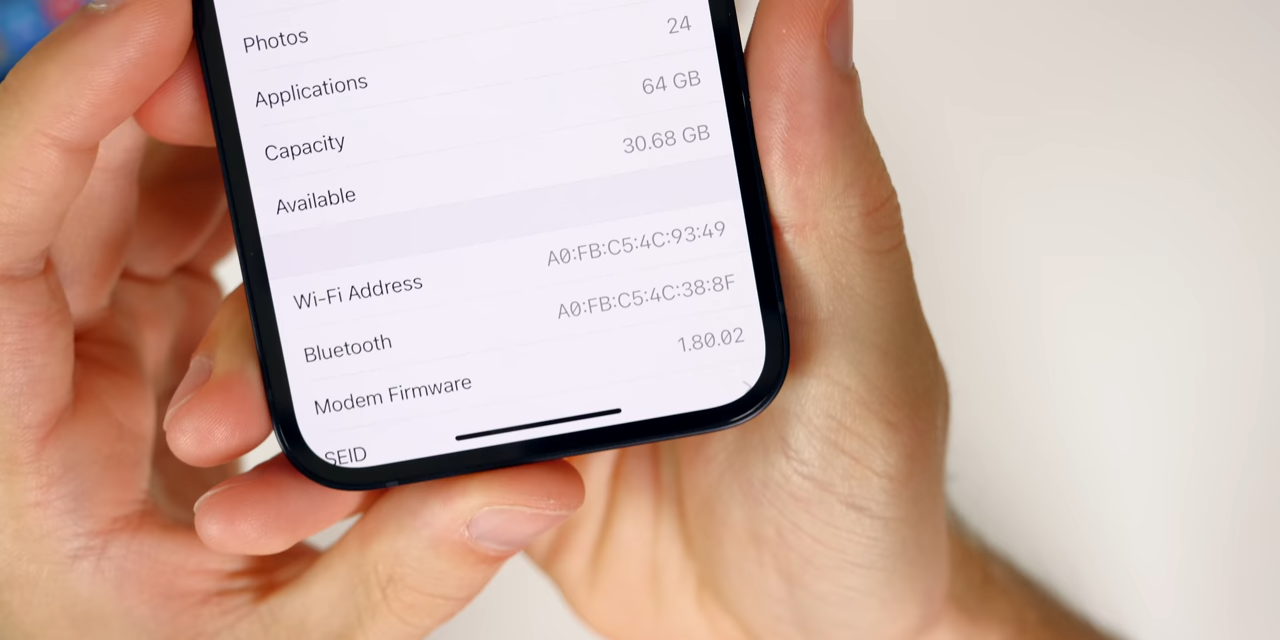 Photos
Applications 24
Capacity 64 GB
Available 30.68 GB
Wi-Fi Address A0:FB:C5:4C:93:49
Bluetooth A0:FB:C5:4C:38:8F
Modem Firmware 1.80.02
SEID